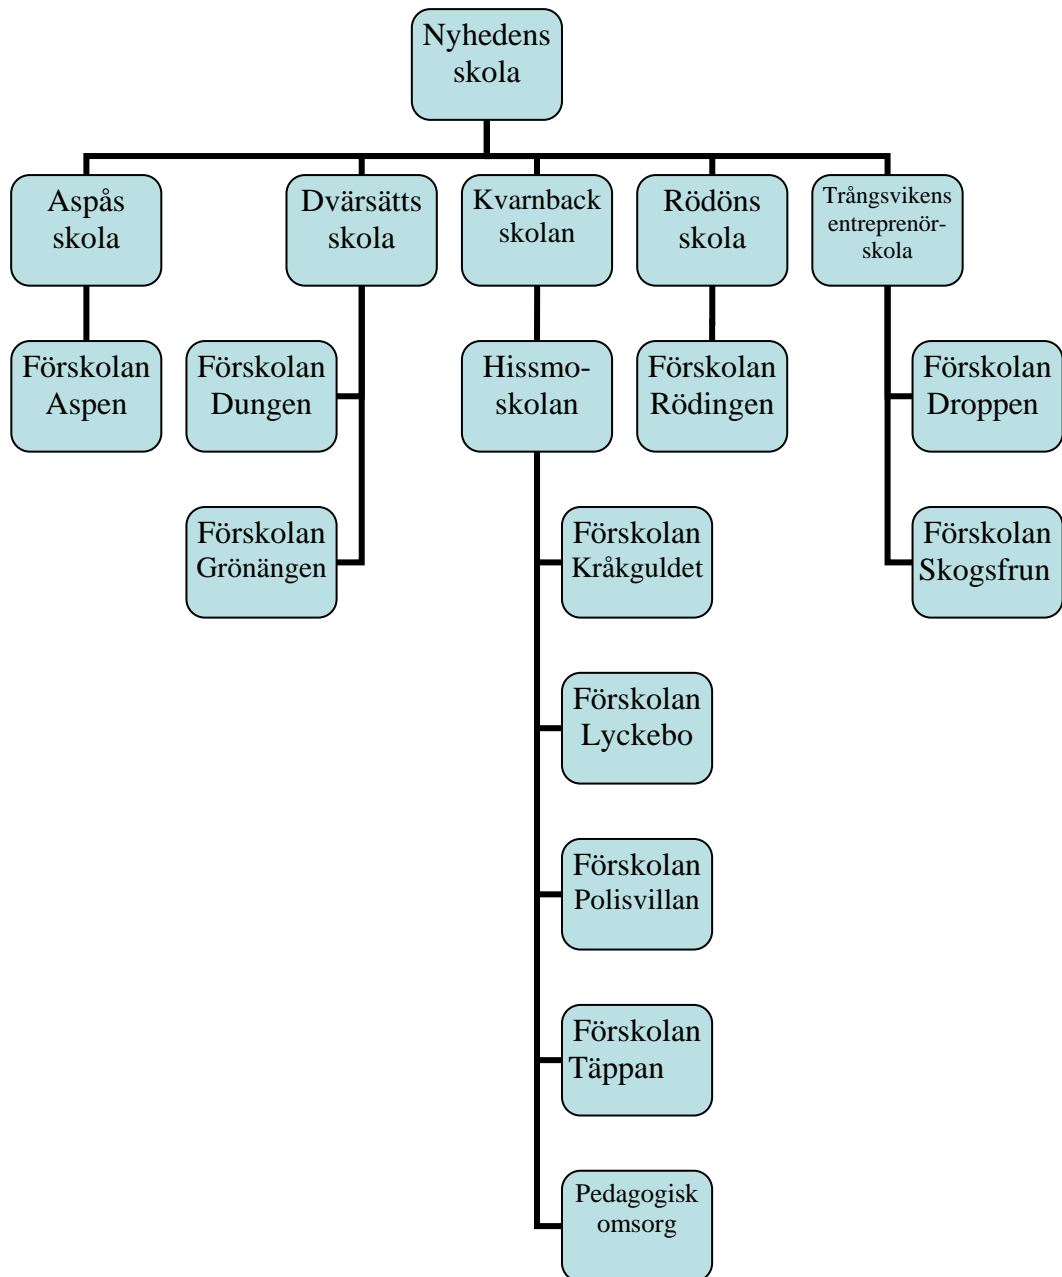 Nyhedens
skola
Aspås
skola
Dvärsätts
skola
Kvarnback
skolan
Rödöns
skola
Trångsvikens
entreprenör-
skola
Förskolan
Aspen
Förskolan
Dungen
Hissmo-
skolan
Förskolan
Rödingen
Förskolan
Droppen
Förskolan
Grönängen
Förskolan
Kråkguldet
Förskolan
Skogsfrun
Förskolan
Lyckebo
Förskolan
Polisvillan
Förskolan
Täppan
Pedagogisk
omsorg